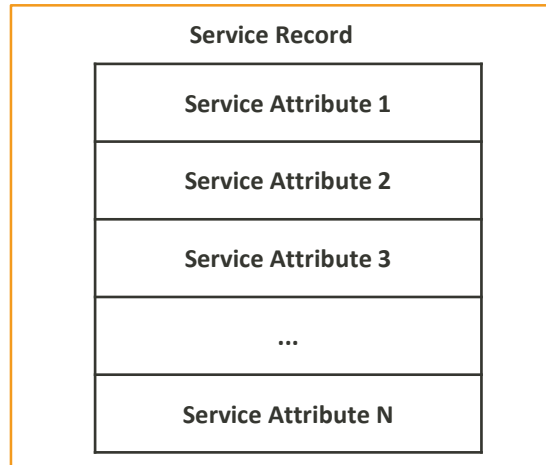 Service Record
Service Attribute 1
Service Attribute 2
Service Attribute 3
...
Service Attribute N